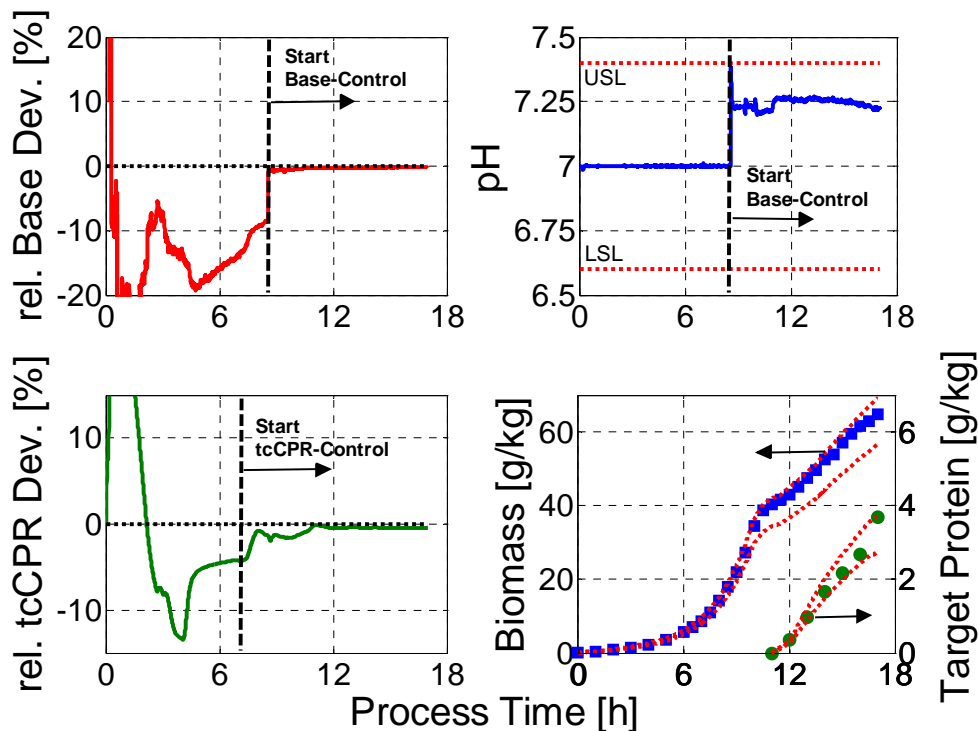 rel. Base Dev. [%]
20
10
0
-10
-20
0
6
12
18
Start
Base-Control
pH
7.5
7.25
7
6.75
6.5
0
6
12
18
USL
LSL
Start
Base-Control
rel. tcCPR Dev. [%]
10
0
-10
0
6
12
18
Start
tcCPR-Control
Biomass [g/kg]
60
40
20
0
0
6
12
18
6
4
2
0
Target Protein [g/kg]
Process Time [h]